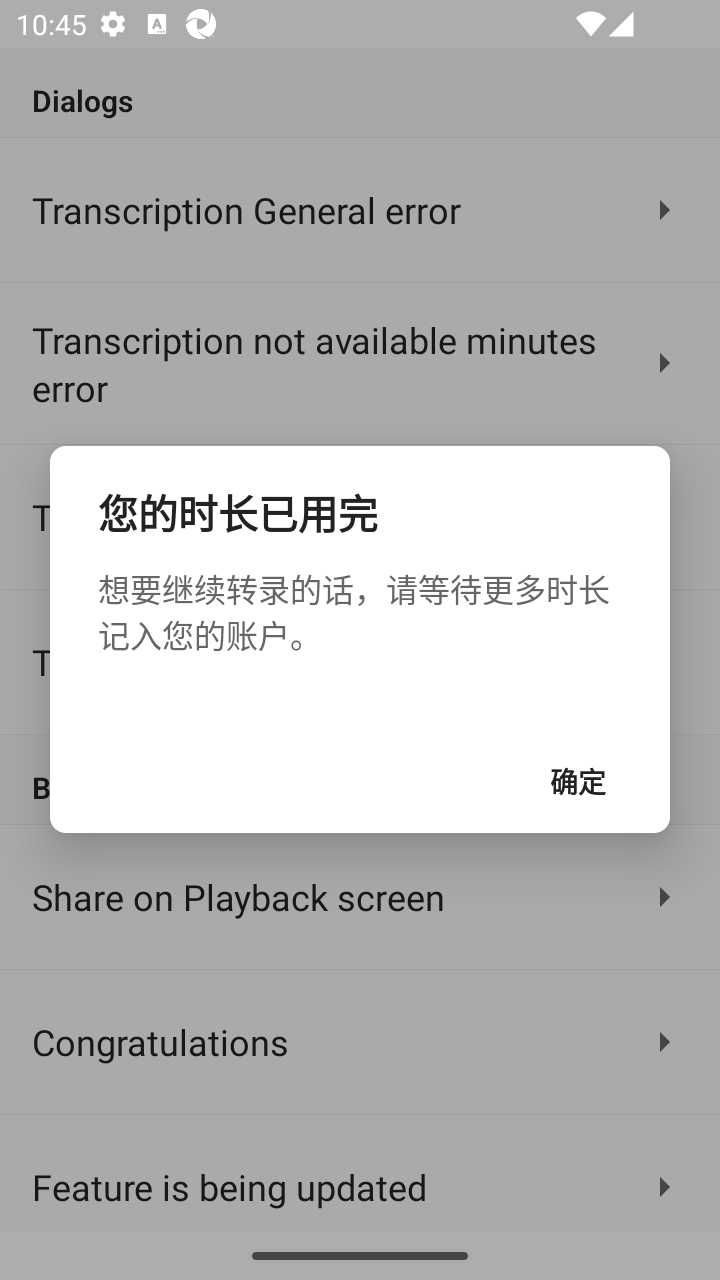 10:45
Dialogs
Transcription General error
Transcription not available minutes
error
您的时长已用完
想要继续转录的话，请等待更多时长
记入您的账户。
确定
Share on Playback screen
Congratulations
Feature is being updated